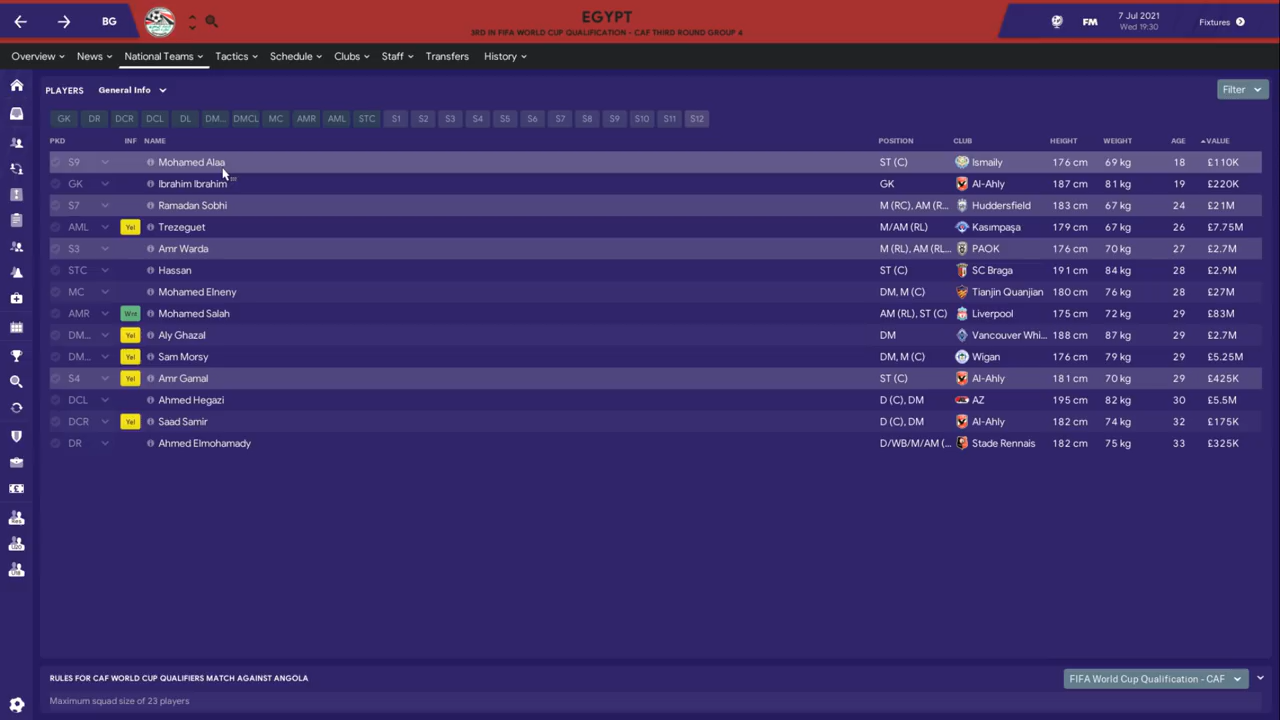 BG EGYPT 7 Jul 2021
3RD IN FIFA WORLD CUP QUALIFICATION - CAF THIRD ROUND GROUP 4 FM Wed 19:30 Fixtures
Overview News National Teams Tactics Schedule Clubs Staff Transfers History
PLAYERS General Info Filter
GK DR DCR DCL DL DM... DMCL MC AMR AML STC S1 S2 S3 S4 S5 S6 S7 S8 S9 S10 S11 S12
PKD INF NAME POSITION CLUB HEIGHT WEIGHT AGE VALUE
S9 Mohamed Alaa ST (C) Ismaily 176 cm 69 kg 18 £110K
GK Ibrahim Ibrahim GK Al-Ahly 187 cm 81 kg 19 £220K
S7 Ramadan Sobhi M (RC), AM (R... Huddersfield 183 cm 67 kg 24 £21M
AML Yel Trezeguet M/AM (RL) Kasımpaşa 179 cm 67 kg 26 £7.75M
S3 Amr Warda M (RL), AM (RL... PAOK 176 cm 70 kg 27 £2.7M
STC Hassan ST (C) SC Braga 191 cm 84 kg 28 £2.9M
MC Mohamed Elneny DM, M (C) Tianjin Quanjian 180 cm 76 kg 28 £27M
AMR Wnt Mohamed Salah AM (RL), ST (C) Liverpool 175 cm 72 kg 29 £83M
DM... Yel Aly Ghazal DM Vancouver Whi... 188 cm 87 kg 29 £2.7M
DM... Yel Sam Morsy DM, M (C) Wigan 176 cm 79 kg 29 £5.25M
S4 Yel Amr Gamal ST (C) Al-Ahly 181 cm 70 kg 29 £425K
DCL Ahmed Hegazi D (C), DM AZ 195 cm 82 kg 30 £5.5M
DCR Yel Saad Samir D (C), DM Al-Ahly 182 cm 74 kg 32 £175K
DR Ahmed Elmohamady D/WB/M/AM (... Stade Rennais 182 cm 75 kg 33 £325K
Res
U20
U18
RULES FOR CAF WORLD CUP QUALIFIERS MATCH AGAINST ANGOLA FIFA World Cup Qualification - CAF
Maximum squad size of 23 players